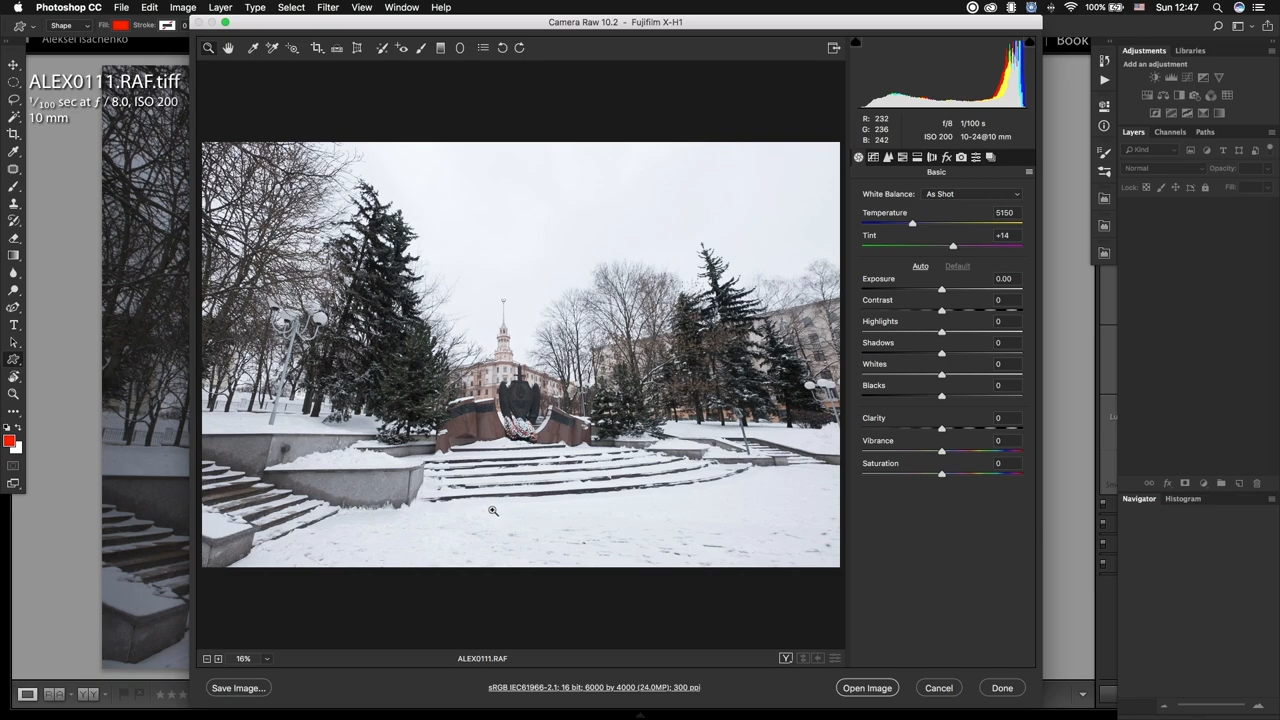 Photoshop CC File Edit Image Layer Type Select Filter 3D View Window Help
100% Sun 12:47
Shape Fill: Stroke: 0
Camera Raw 10.2 - Fujifilm X-H1
Aleksei Isachenko
Book
ALEX0111.RAF.tiff
1/100 sec at ƒ / 8.0, ISO 200
10 mm
R: 232
G: 236
B: 242
f/8 1/100 s
ISO 200 10-24@10 mm
Basic
White Balance: As Shot
Temperature 5150
Tint +14
Auto Default
Exposure 0.00
Contrast 0
Highlights 0
Shadows 0
Whites 0
Blacks 0
Clarity 0
Vibrance 0
Saturation 0
16%
ALEX0111.RAF
Save Image...
sRGB IEC61966-2.1; 16 bit; 6000 by 4000 (24.0MP); 300 ppi
Open Image Cancel Done
Adjustments Libraries
Add an adjustment
Layers Channels Paths
Kind
Normal Opacity:
Lock: Fill:
Navigator Histogram